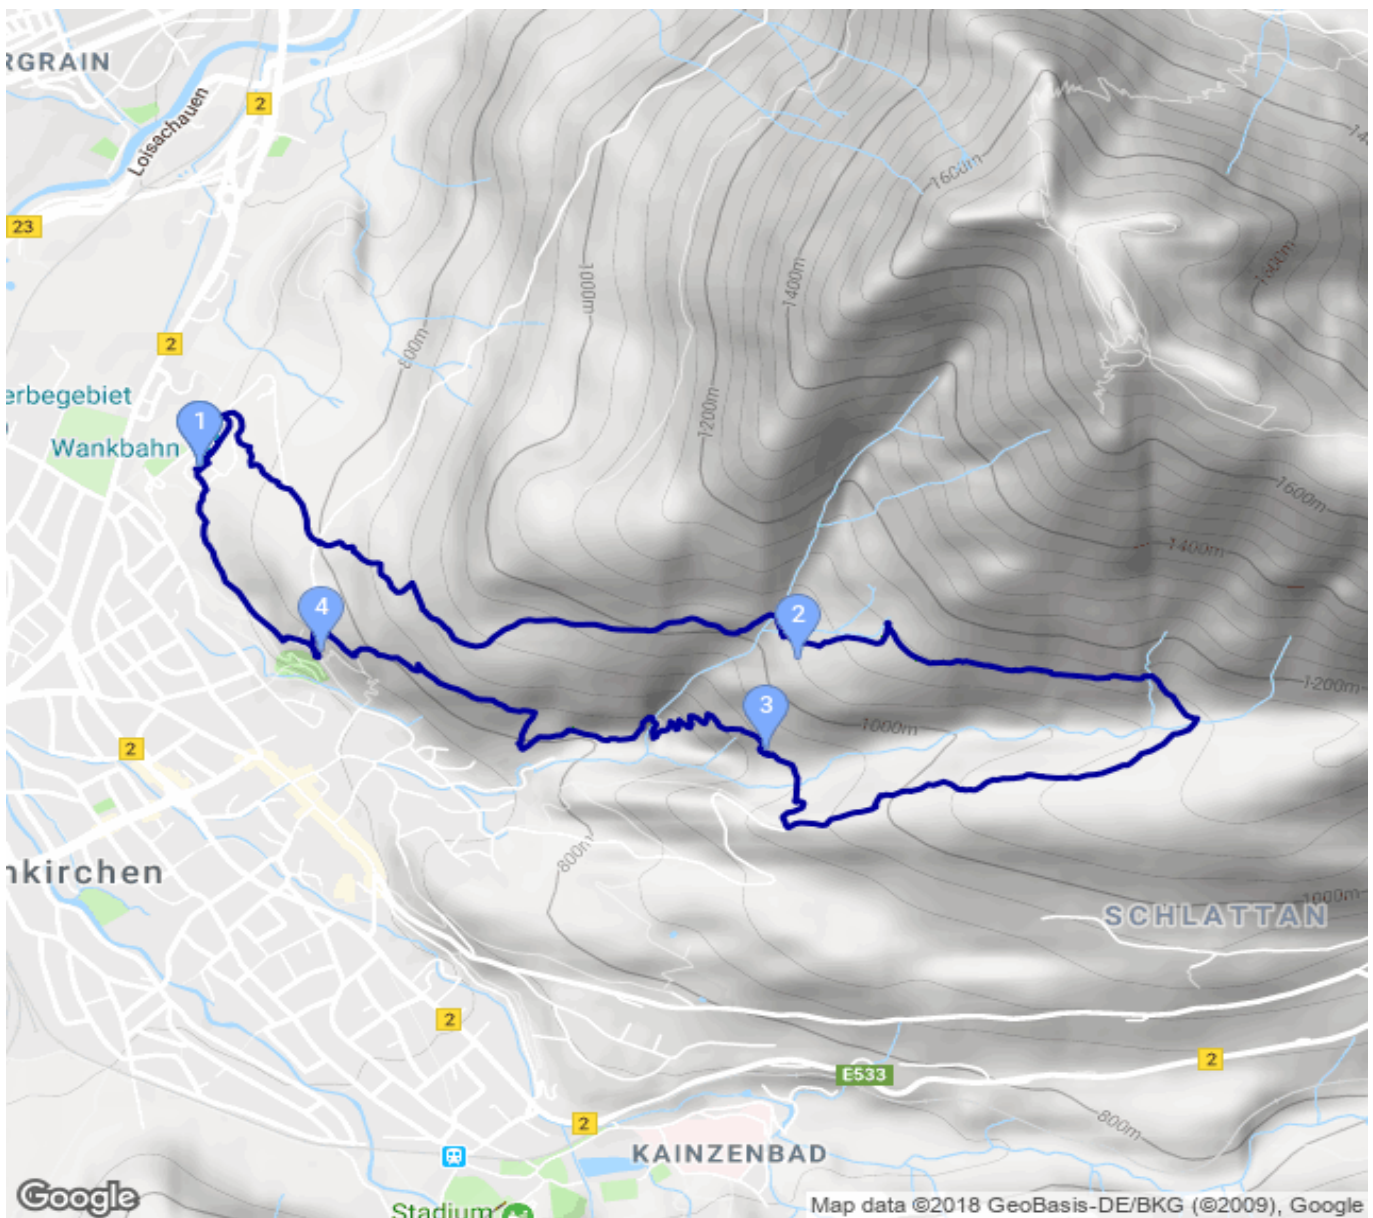 RGRAIN
2
Loisachauen
23
1600m
14
1000m
1400m
1600m
800m
2
1200m
erbegebiet
1
Wankbahn
1600m
1400m
4
2
1200m
3
1000m
2
800m
nkirchen
1000m
SCHLATTAN
2
2
E533
800m
2
KAINZENBAD
Google
Stadium
Map data ©2018 GeoBasis-DE/BKG (©2009), Google